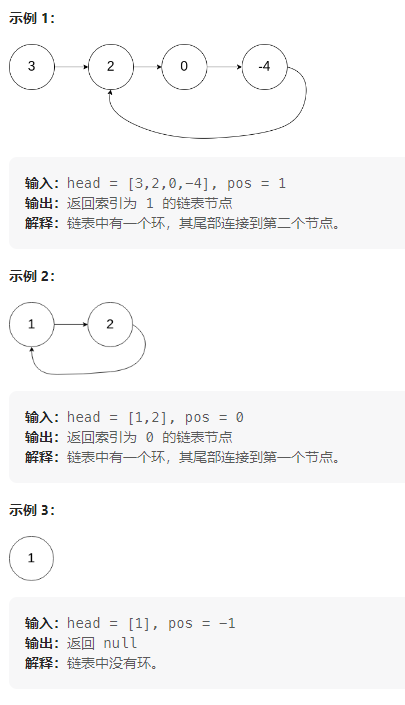 示例 1：
3 2 0 -4
输入：head = [3,2,0,-4], pos = 1
输出：返回索引为 1 的链表节点
解释：链表中有一个环，其尾部连接到第二个节点。
示例 2：
1 2
输入：head = [1,2], pos = 0
输出：返回索引为 0 的链表节点
解释：链表中有一个环，其尾部连接到第一个节点。
示例 3：
1
输入：head = [1], pos = -1
输出：返回 null
解释：链表中没有环。